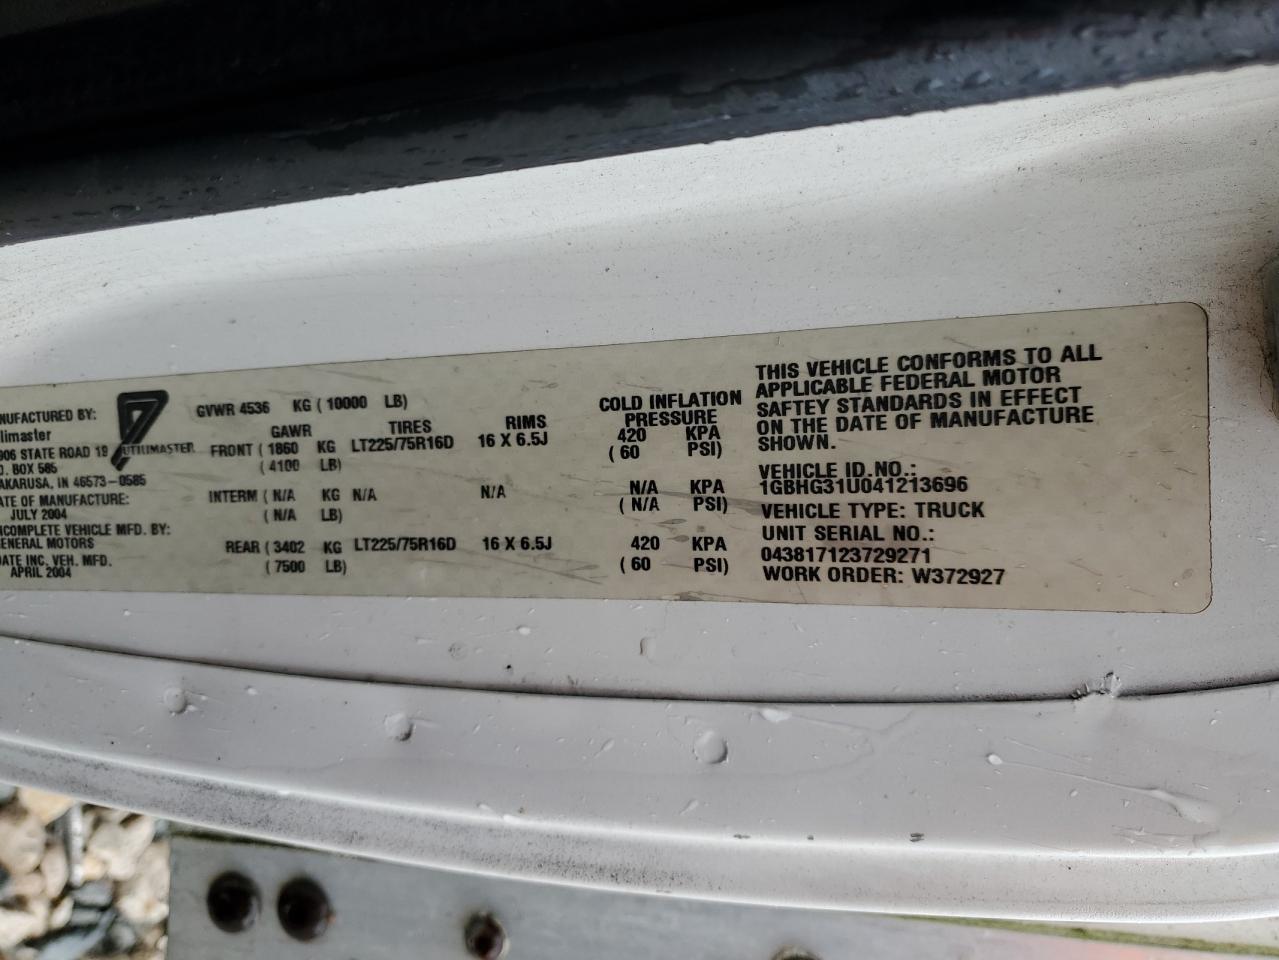 NUFACTURED BY:
ilimaster
906 STATE ROAD 19
O. BOX 585
AKARUSA, IN 46573-0585
ATE OF MANUFACTURE:
JULY 2004
NCOMPLETE VEHICLE MFD. BY:
ENERAL MOTORS
DATE INC. VEH. MFD.
APRIL 2004
UTILIMASTER
GVWR 4536 KG ( 10000 LB)
GAWR TIRES RIMS COLD INFLATION PRESSURE
FRONT ( 1860 KG LT225/75R16D 16 X 6.5J 420 KPA
( 4100 LB) ( 60 PSI)
INTERM ( N/A KG N/A N/A N/A KPA
( N/A LB) ( N/A PSI)
REAR ( 3402 KG LT225/75R16D 16 X 6.5J 420 KPA
( 7500 LB) ( 60 PSI)
THIS VEHICLE CONFORMS TO ALL
APPLICABLE FEDERAL MOTOR
SAFTEY STANDARDS IN EFFECT
ON THE DATE OF MANUFACTURE
SHOWN.
VEHICLE ID.NO.:
1GBHG31U041213696
VEHICLE TYPE: TRUCK
UNIT SERIAL NO.:
043817123729271
WORK ORDER: W372927